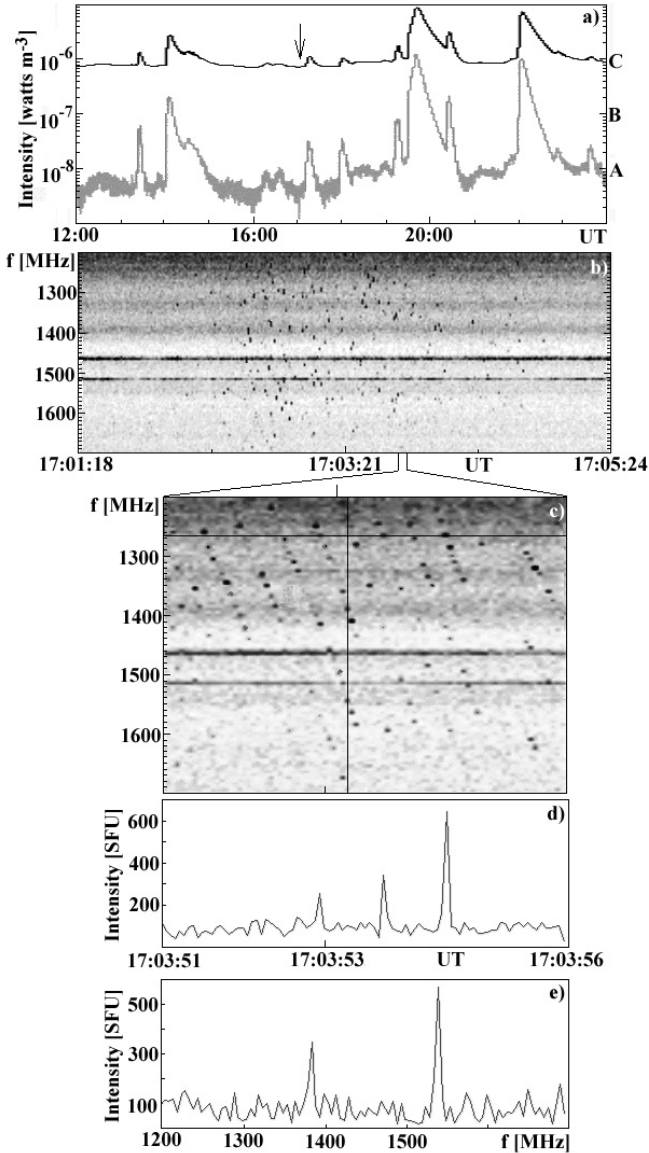 a)
Intensity [watts m-3]
10-6
10-7
10-8
C
B
A
12:00 16:00 20:00 UT
f [MHz] b)
1300
1400
1500
1600
17:01:18 17:03:21 UT 17:05:24
f [MHz] c)
1300
1400
1500
1600
Intensity [SFU]
d)
600
400
200
17:03:51 17:03:53 UT 17:03:56
Intensity [SFU]
e)
500
300
100
1200 1300 1400 1500 f [MHz]